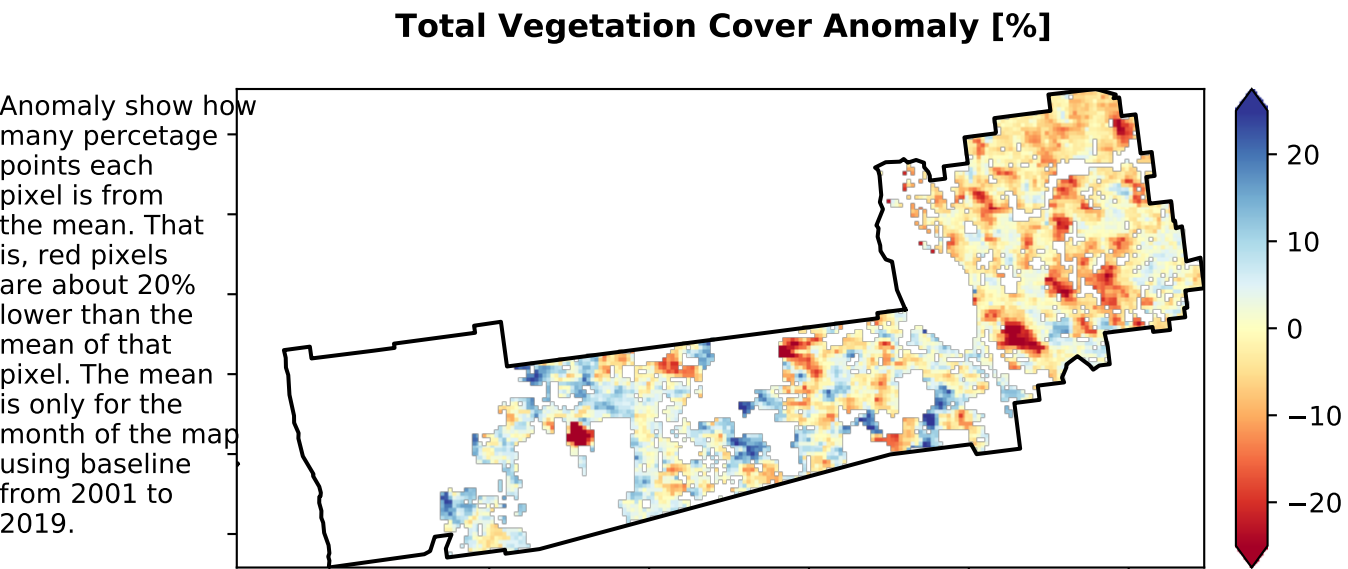 Total Vegetation Cover Anomaly [%]
Anomaly show how
many percetage
points each
pixel is from
the mean. That
is, red pixels
are about 20%
lower than the
mean of that
pixel. The mean
is only for the
month of the map
using baseline
from 2001 to
2019.
20
10
0
−10
−20